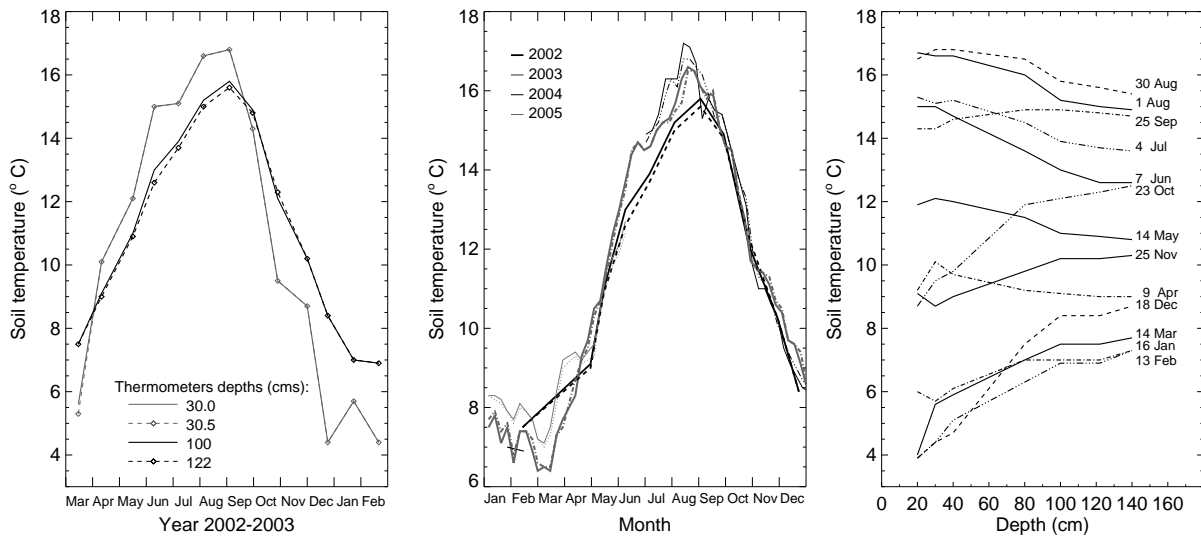 18
16
14
12
10
8
6
4
Soil temperature (° C)
Thermometers depths (cms):
30.0
30.5
100
122
Mar Apr May Jun Jul Aug Sep Oct Nov Dec Jan Feb
Year 2002-2003
18
16
14
12
10
8
6
Soil temperature (° C)
2002
2003
2004
2005
Jan Feb Mar Apr May Jun Jul Aug Sep Oct Nov Dec
Month
18
16
14
12
10
8
6
4
Soil temperature (° C)
30 Aug
1 Aug
25 Sep
4 Jul
7 Jun
23 Oct
14 May
25 Nov
9 Apr
18 Dec
14 Mar
16 Jan
13 Feb
0 20 40 60 80 100 120 140 160
Depth (cm)